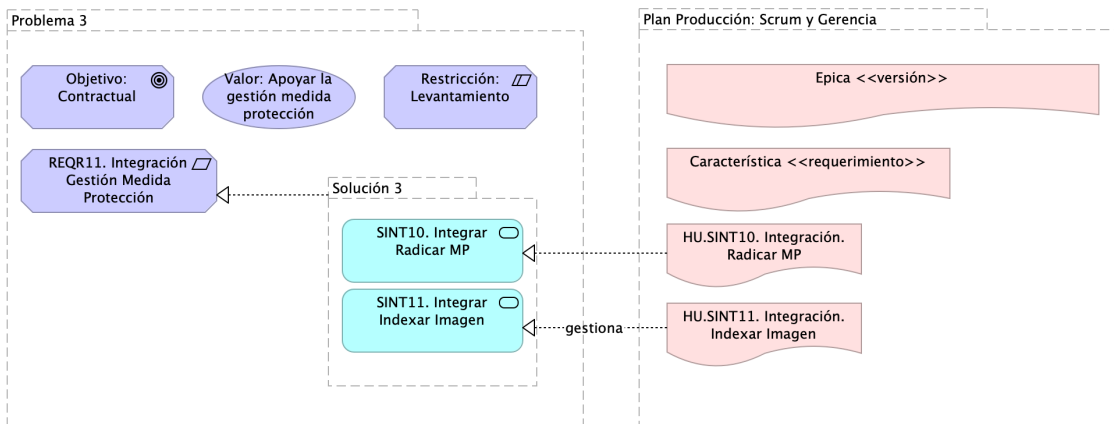 Problema 3
Objetivo:
Contractual
Valor: Apoyar la
gestión medida
protección
Restricción:
Levantamiento
REQR11. Integración
Gestión Medida
Protección
Solución 3
SINT10. Integrar
Radicar MP
SINT11. Integrar
Indexar Imagen
gestiona
Plan Producción: Scrum y Gerencia
Epica <<versión>>
Característica <<requerimiento>>
HU.SINT10. Integración.
Radicar MP
HU.SINT11. Integración.
Indexar Imagen